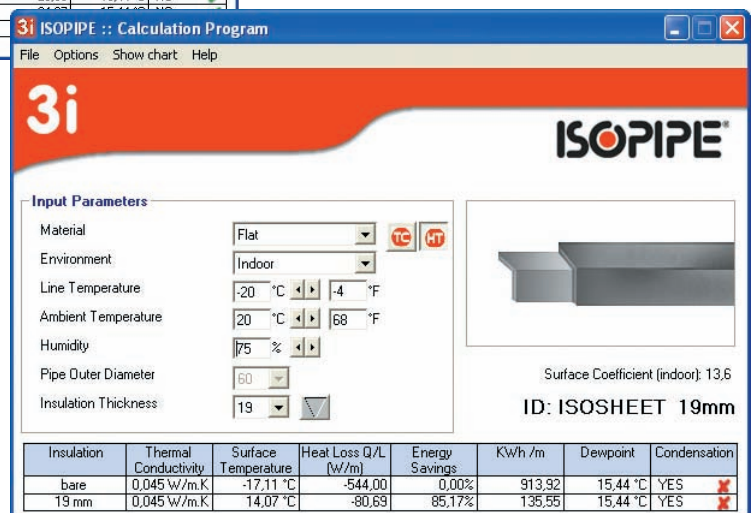 3i ISOPIPE :: Calculation Program
File Options Show chart Help
3i
ISOPIPE®
Input Parameters
Material Flat TC HT
Environment Indoor
Line Temperature -20 °C -4 °F
Ambient Temperature 20 °C 68 °F
Humidity 75 %
Pipe Outer Diameter 60
Insulation Thickness 19
Surface Coefficient (indoor): 13,6
ID: ISOSHEET 19mm
Insulation Thermal Conductivity Surface Temperature Heat Loss Q/L (W/m) Energy Savings KWh /m Dewpoint Condensation
bare 0,045 W/m.K -17,11 °C -544,00 0,00% 913,92 15,44 °C YES
19 mm 0,045 W/m.K 14,07 °C -80,69 85,17% 135,55 15,44 °C YES